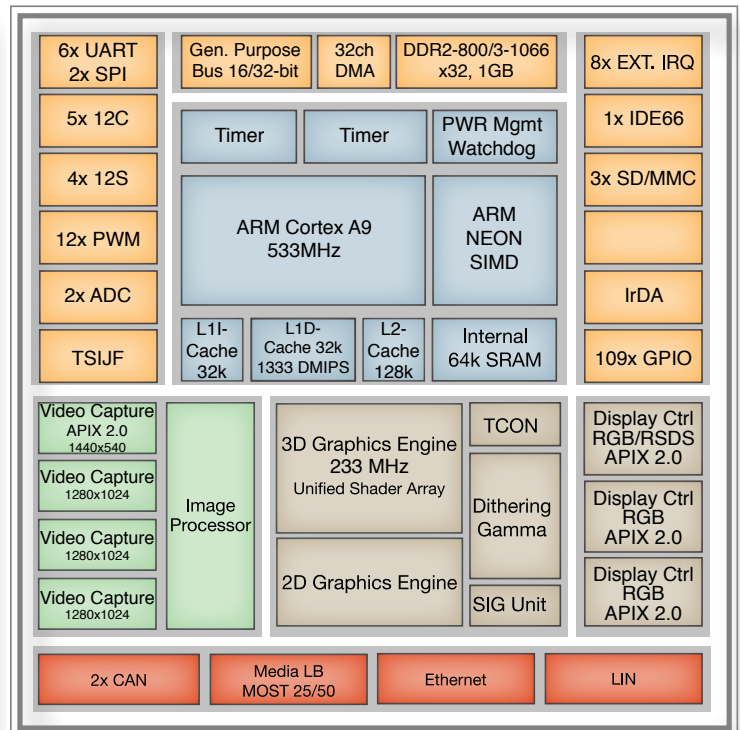 6x UART
2x SPI
5x 12C
4x 12S
12x PWM
2x ADC
TSIJF
Gen. Purpose
Bus 16/32-bit
32ch
DMA
DDR2-800/3-1066
x32, 1GB
Timer
Timer
PWR Mgmt
Watchdog
ARM Cortex A9
533MHz
ARM
NEON
SIMD
L1I-
Cache
32k
L1D-
Cache 32k
1333 DMIPS
L2-
Cache
128k
Internal
64k SRAM
8x EXT. IRQ
1x IDE66
3x SD/MMC
IrDA
109x GPIO
Video Capture
APIX 2.0
1440x540
Video Capture
1280x1024
Video Capture
1280x1024
Video Capture
1280x1024
Image
Processor
3D Graphics Engine
233 MHz
Unified Shader Array
2D Graphics Engine
TCON
Dithering
Gamma
SIG Unit
Display Ctrl
RGB/RSDS
APIX 2.0
Display Ctrl
RGB
APIX 2.0
Display Ctrl
RGB
APIX 2.0
2x CAN
Media LB
MOST 25/50
Ethernet
LIN